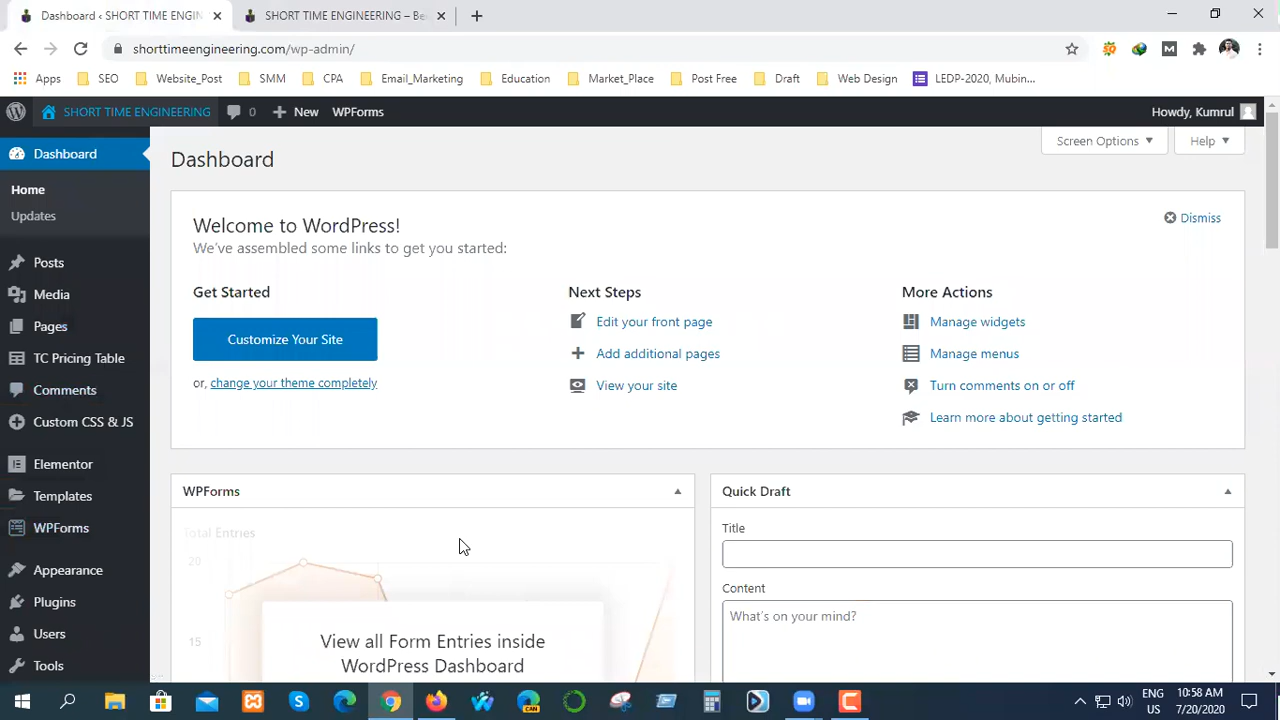 Dashboard ‹ SHORT TIME ENGIN
SHORT TIME ENGINEERING – Be
shorttimeengineering.com/wp-admin/
Apps SEO Website_Post SMM CPA Email_Marketing Education Market_Place Post Free Draft Web Design LEDP-2020, Mubin...
SHORT TIME ENGINEERING 0 New WPForms Howdy, Kumrul
Dashboard
Home
Updates
Posts
Media
Pages
TC Pricing Table
Comments
Custom CSS & JS
Elementor
Templates
WPForms
Appearance
Plugins
Users
Tools
Screen Options
Help
Dashboard
Welcome to WordPress!
We've assembled some links to get you started:
Dismiss
Get Started
Customize Your Site
or, change your theme completely
Next Steps
Edit your front page
Add additional pages
View your site
More Actions
Manage widgets
Manage menus
Turn comments on or off
Learn more about getting started
WPForms
Total Entries
20
15
View all Form Entries inside
WordPress Dashboard
Quick Draft
Title
Content
What's on your mind?
ENG
US
10:58 AM
7/20/2020